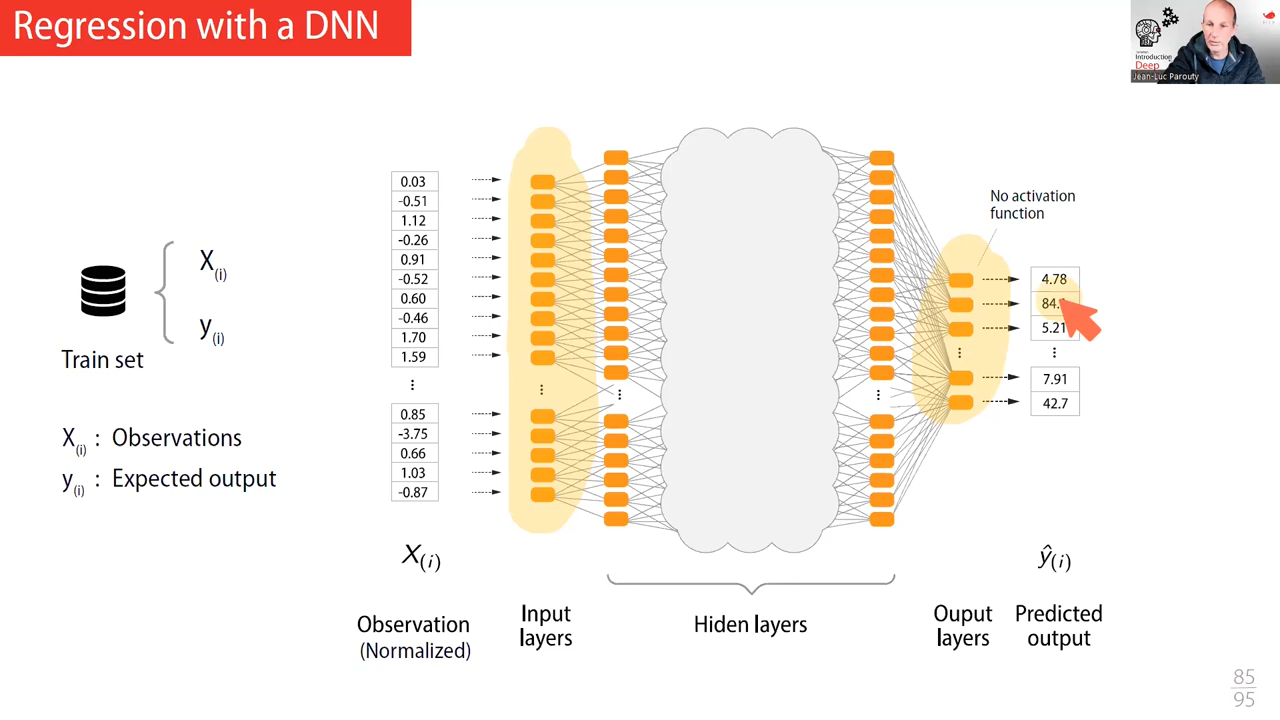 Regression with a DNN
Introduction
Deep
Jean-Luc Parouty
No activation
function
X(i)
y(i)
Train set
X(i) : Observations
y(i) : Expected output
0.03
-0.51
1.12
-0.26
0.91
-0.52
0.60
-0.46
1.70
1.59
⋮
0.85
-3.75
0.66
1.03
-0.87
4.78
84.
5.21
⋮
7.91
42.7
X(i)
ŷ(i)
Observation
(Normalized)
Input
layers
Hiden layers
Ouput
layers
Predicted
output
85
95